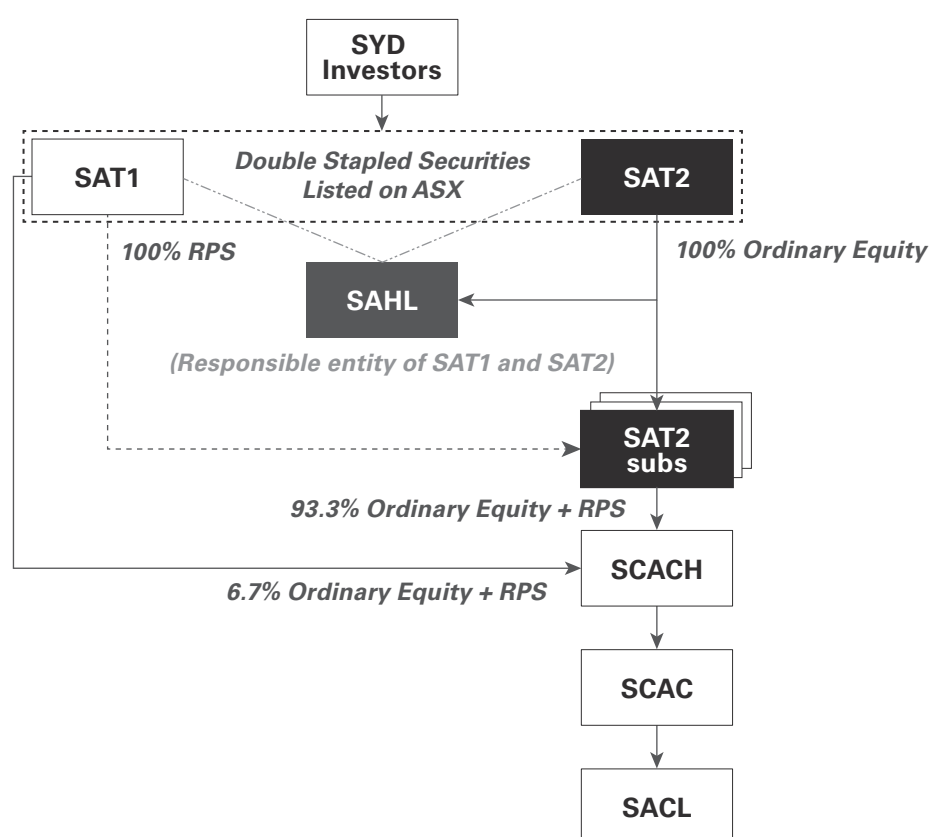 SYD
Investors
SAT1
Double Stapled Securities
Listed on ASX
SAT2
100% RPS
100% Ordinary Equity
SAHL
(Responsible entity of SAT1 and SAT2)
SAT2
subs
93.3% Ordinary Equity + RPS
SCACH
6.7% Ordinary Equity + RPS
SCAC
SACL